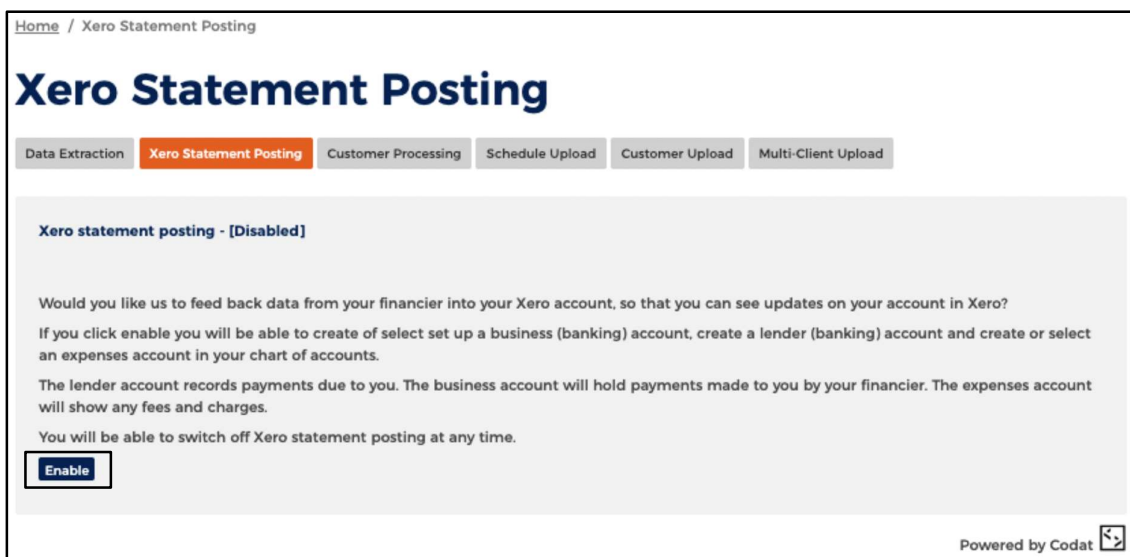 Home / Xero Statement Posting
Xero Statement Posting
Data Extraction Xero Statement Posting Customer Processing Schedule Upload Customer Upload Multi-Client Upload
Xero statement posting - [Disabled]
Would you like us to feed back data from your financier into your Xero account, so that you can see updates on your account in Xero?
If you click enable you will be able to create of select set up a business (banking) account, create a lender (banking) account and create or select
an expenses account in your chart of accounts.
The lender account records payments due to you. The business account will hold payments made to you by your financier. The expenses account
will show any fees and charges.
You will be able to switch off Xero statement posting at any time.
Enable
Powered by Codat